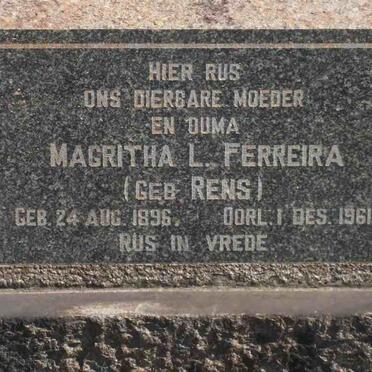 HIER RUS
ONS DIERBARE MOEDER
EN OUMA
MAGRITHA L. FERREIRA
(GEB. RENS)
GEB. 24 AUG. 1896. OORL. 1 DES. 1961
RUS IN VREDE